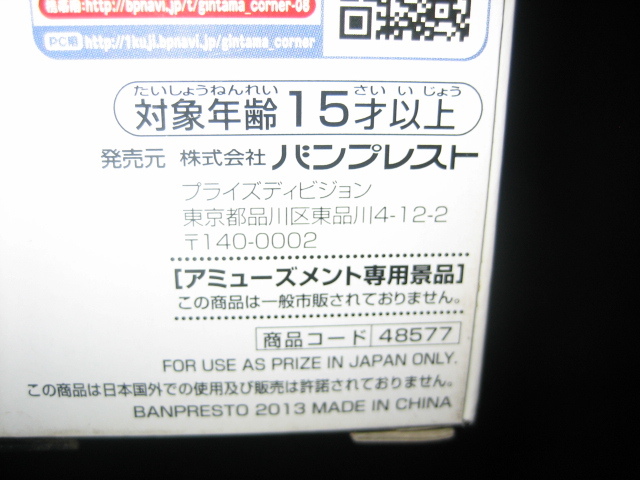 http://bpnavi.jp/t/gintama_corner-08
PC用 http://1kuji.bpnavi.jp/gintama_corner
たいしょうねんれい さい いじょう
対象年齢15才以上
発売元 株式会社 バンプレスト
プライズディビジョン
東京都品川区東品川4-12-2
〒140-0002
[アミューズメント専用景品]
この商品は一般市販されておりません。
商品コード 48577
FOR USE AS PRIZE IN JAPAN ONLY.
この商品は日本国外での使用及び販売は許諾されておりません。
BANPRESTO 2013 MADE IN CHINA